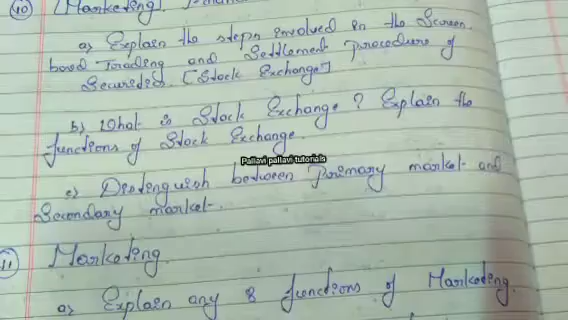 10) Marketing
a) Explain the steps involved in the Screen
based Trading and Settlement procedure of
Securities. (Stock Exchange)
b) What is Stock Exchange? Explain the
functions of Stock Exchange.
Pallavi pallavi tutorials
c) Distinguish between Primary market and
Secondary market.
11 Marketing.
a) Explain any 8 functions of Marketing.